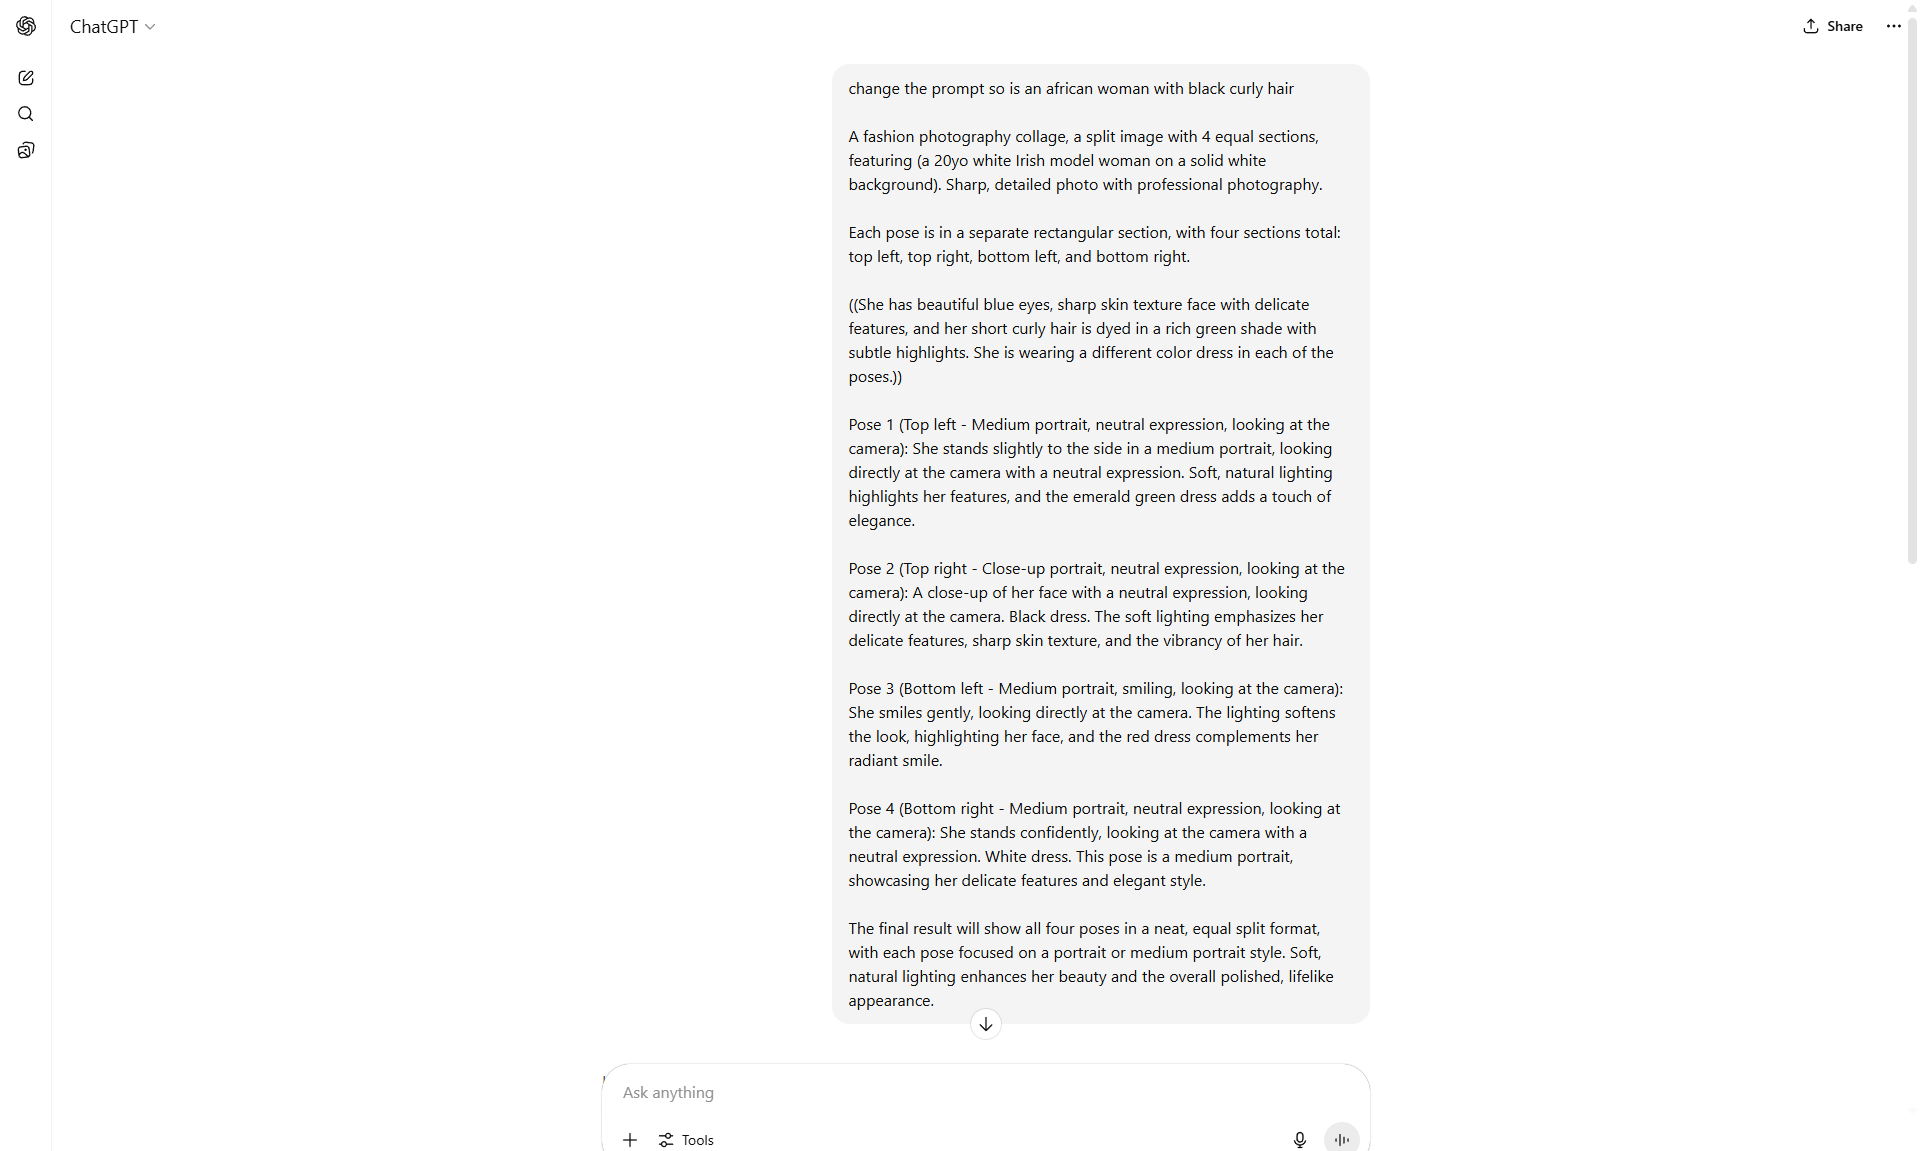 ChatGPT
Share
change the prompt so is an african woman with black curly hair
A fashion photography collage, a split image with 4 equal sections,
featuring (a 20yo white Irish model woman on a solid white
background). Sharp, detailed photo with professional photography.
Each pose is in a separate rectangular section, with four sections total:
top left, top right, bottom left, and bottom right.
((She has beautiful blue eyes, sharp skin texture face with delicate
features, and her short curly hair is dyed in a rich green shade with
subtle highlights. She is wearing a different color dress in each of the
poses.))
Pose 1 (Top left - Medium portrait, neutral expression, looking at the
camera): She stands slightly to the side in a medium portrait, looking
directly at the camera with a neutral expression. Soft, natural lighting
highlights her features, and the emerald green dress adds a touch of
elegance.
Pose 2 (Top right - Close-up portrait, neutral expression, looking at the
camera): A close-up of her face with a neutral expression, looking
directly at the camera. Black dress. The soft lighting emphasizes her
delicate features, sharp skin texture, and the vibrancy of her hair.
Pose 3 (Bottom left - Medium portrait, smiling, looking at the camera):
She smiles gently, looking directly at the camera. The lighting softens
the look, highlighting her face, and the red dress complements her
radiant smile.
Pose 4 (Bottom right - Medium portrait, neutral expression, looking at
the camera): She stands confidently, looking at the camera with a
neutral expression. White dress. This pose is a medium portrait,
showcasing her delicate features and elegant style.
The final result will show all four poses in a neat, equal split format,
with each pose focused on a portrait or medium portrait style. Soft,
natural lighting enhances her beauty and the overall polished, lifelike
appearance.
Ask anything
Tools